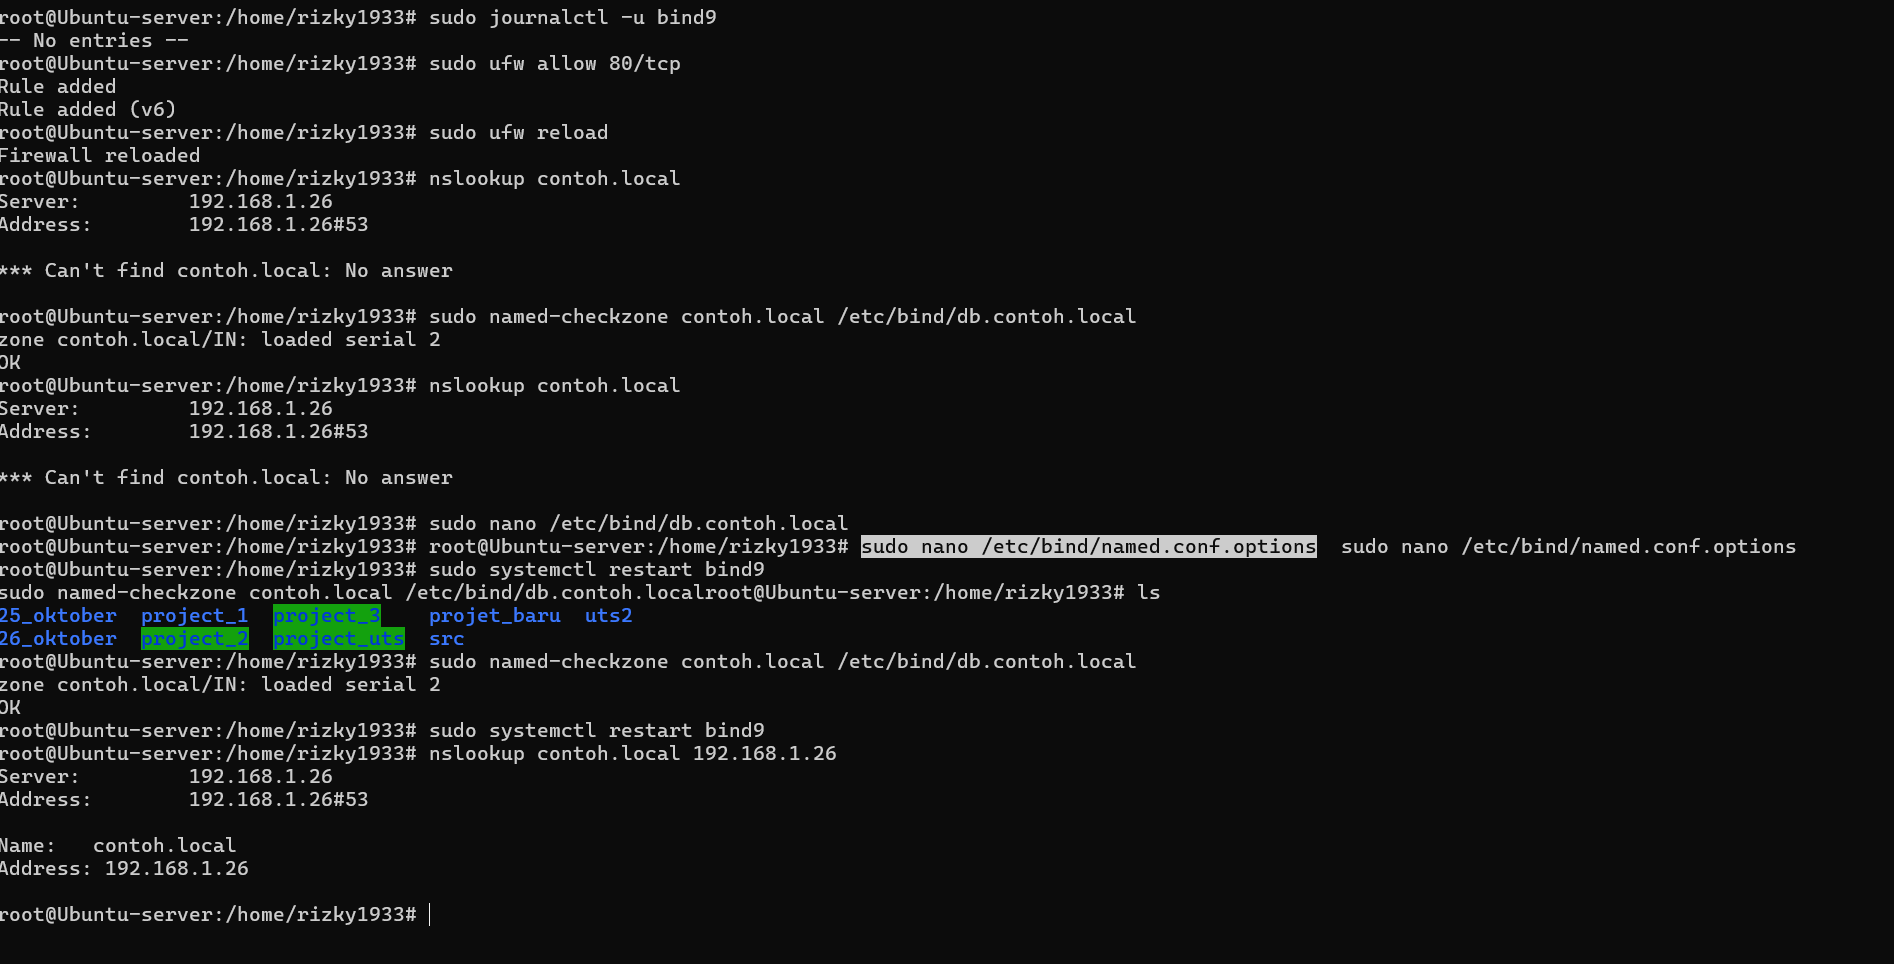 root@Ubuntu-server:/home/rizky1933# sudo journalctl -u bind9
-- No entries --
root@Ubuntu-server:/home/rizky1933# sudo ufw allow 80/tcp
Rule added
Rule added (v6)
root@Ubuntu-server:/home/rizky1933# sudo ufw reload
Firewall reloaded
root@Ubuntu-server:/home/rizky1933# nslookup contoh.local
Server:         192.168.1.26
Address:        192.168.1.26#53

*** Can't find contoh.local: No answer

root@Ubuntu-server:/home/rizky1933# sudo named-checkzone contoh.local /etc/bind/db.contoh.local
zone contoh.local/IN: loaded serial 2
OK
root@Ubuntu-server:/home/rizky1933# nslookup contoh.local
Server:         192.168.1.26
Address:        192.168.1.26#53

*** Can't find contoh.local: No answer

root@Ubuntu-server:/home/rizky1933# sudo nano /etc/bind/db.contoh.local
root@Ubuntu-server:/home/rizky1933# root@Ubuntu-server:/home/rizky1933# sudo nano /etc/bind/named.conf.options  sudo nano /etc/bind/named.conf.options
root@Ubuntu-server:/home/rizky1933# sudo systemctl restart bind9
sudo named-checkzone contoh.local /etc/bind/db.contoh.localroot@Ubuntu-server:/home/rizky1933# ls
25_oktober  project_1  project_3    projet_baru  uts2
26_oktober  project_2  project_uts  src
root@Ubuntu-server:/home/rizky1933# sudo named-checkzone contoh.local /etc/bind/db.contoh.local
zone contoh.local/IN: loaded serial 2
OK
root@Ubuntu-server:/home/rizky1933# sudo systemctl restart bind9
root@Ubuntu-server:/home/rizky1933# nslookup contoh.local 192.168.1.26
Server:         192.168.1.26
Address:        192.168.1.26#53

Name:   contoh.local
Address: 192.168.1.26

root@Ubuntu-server:/home/rizky1933#